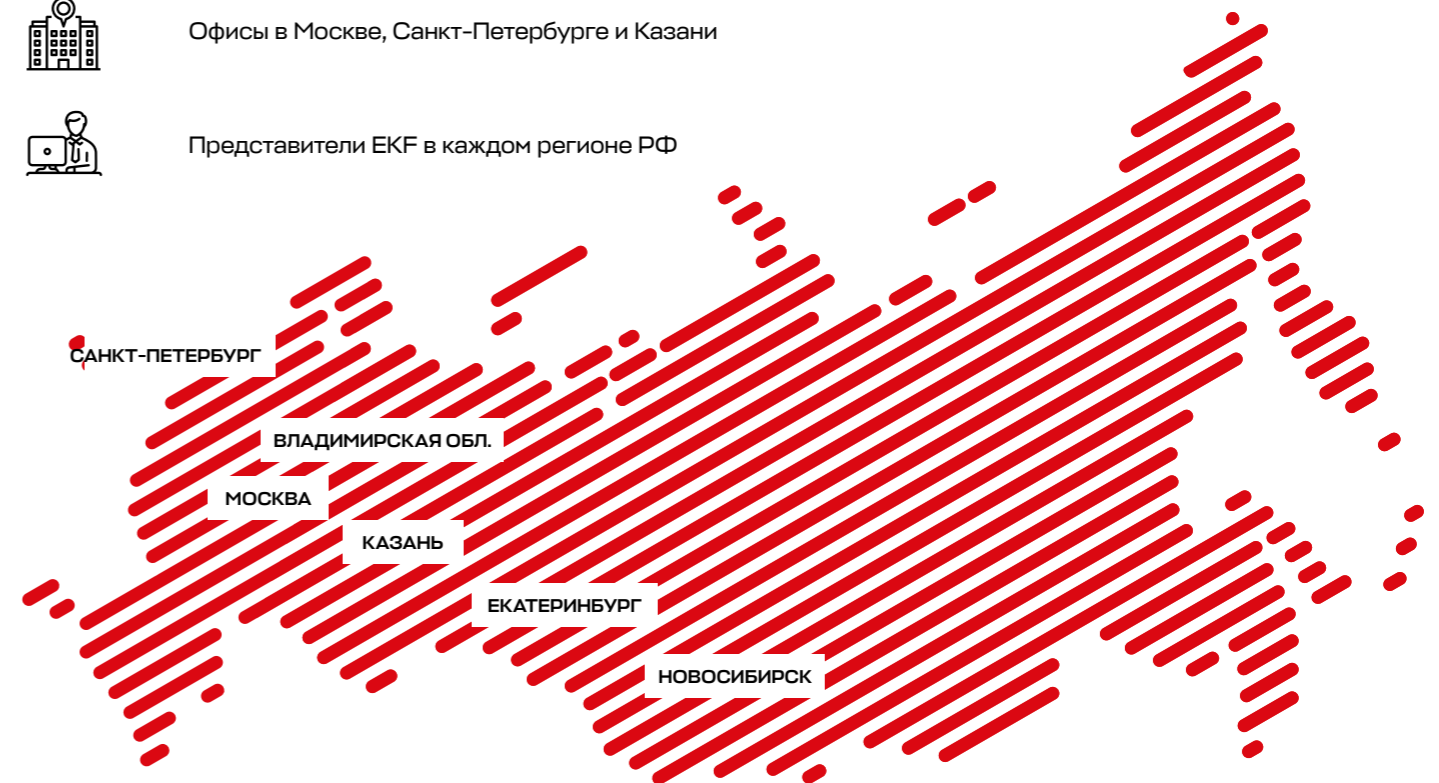 Офисы в Москве, Санкт-Петербурге и Казани
Представители EKF в каждом регионе РФ
САНКТ-ПЕТЕРБУРГ
ВЛАДИМИРСКАЯ ОБЛ.
МОСКВА
КАЗАНЬ
ЕКАТЕРИНБУРГ
НОВОСИБИРСК